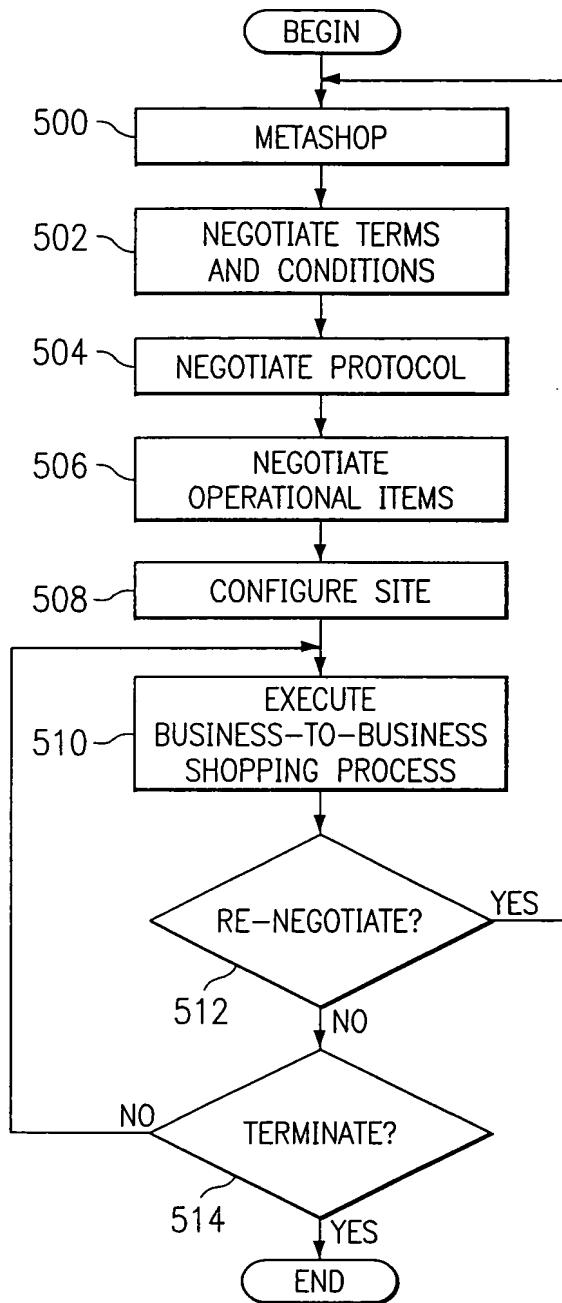 BEGIN
500
METASHOP
502
NEGOTIATE TERMS
AND CONDITIONS
504
NEGOTIATE PROTOCOL
506
NEGOTIATE
OPERATIONAL ITEMS
508
CONFIGURE SITE
510
EXECUTE
BUSINESS-TO-BUSINESS
SHOPPING PROCESS
RE-NEGOTIATE?
YES
512
NO
TERMINATE?
NO
514
YES
END